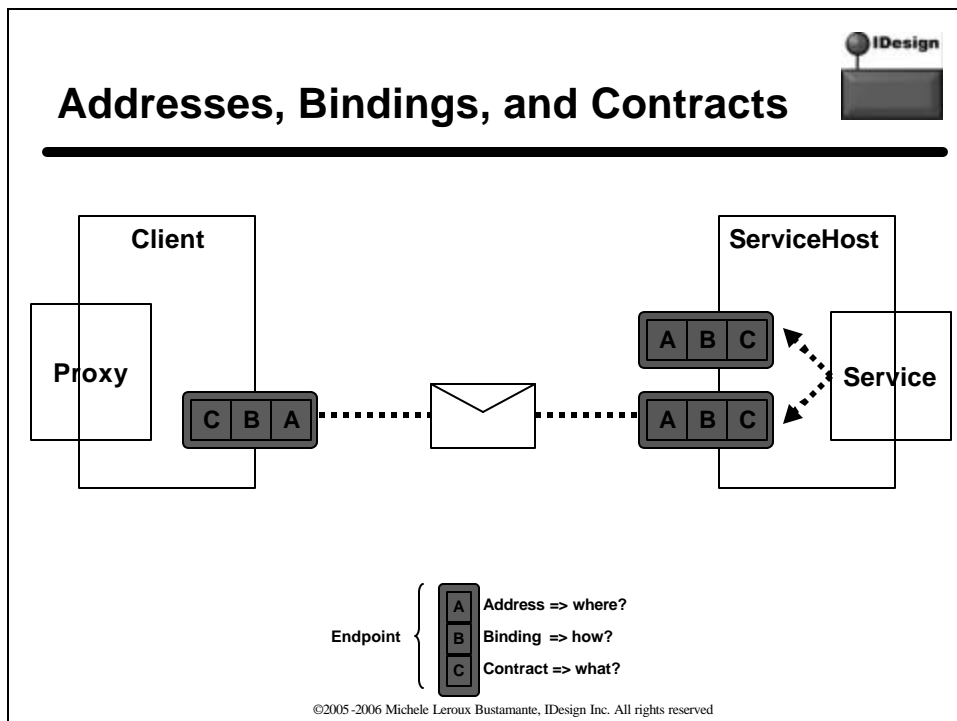 IDesign
Addresses, Bindings, and Contracts
Client
ServiceHost
Proxy
A B C
Service
C B A
A B C
Endpoint
A Address => where?
B Binding => how?
C Contract => what?
©2005-2006 Michele Leroux Bustamante, IDesign Inc. All rights reserved